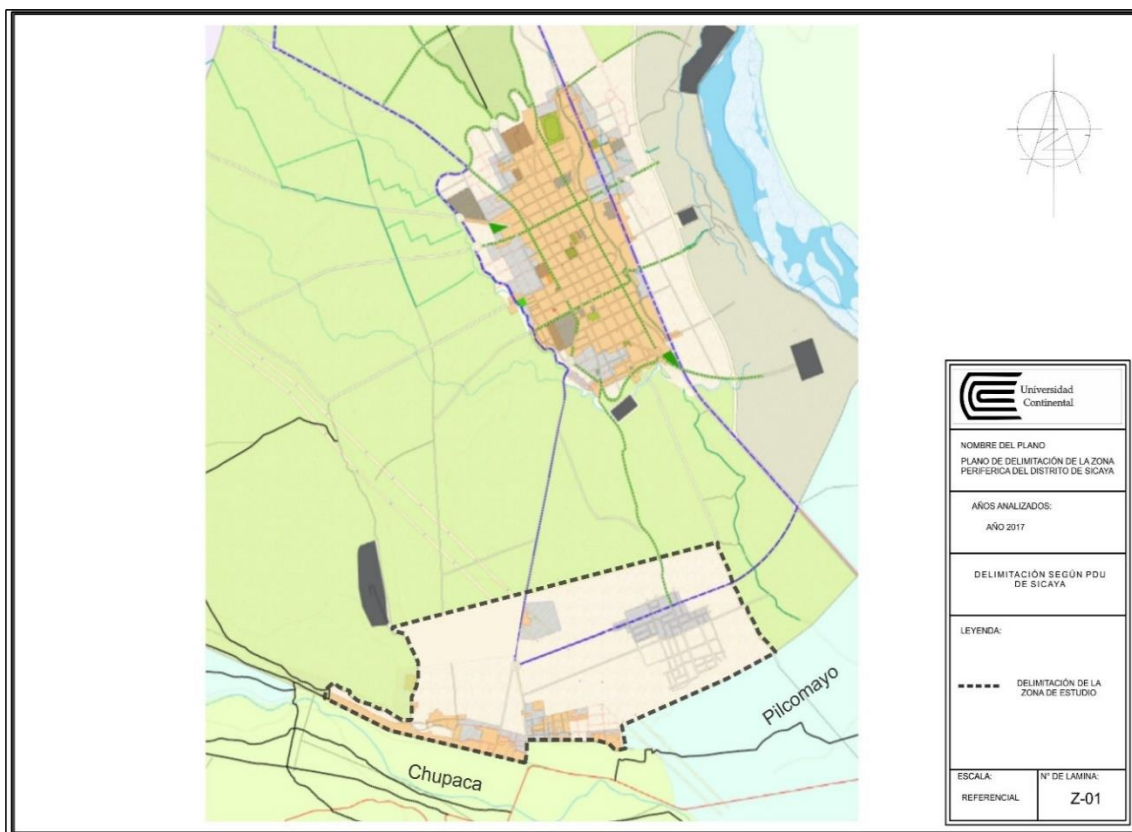 Chupaca
Pilcomayo
Universidad
Continental
NOMBRE DEL PLANO
PLANO DE DELIMITACIÓN DE LA ZONA
PERIFERICA DEL DISTRITO DE SICAYA
AÑOS ANALIZADOS:
AÑO 2017
DELIMITACIÓN SEGÚN PDU
DE SICAYA
LEYENDA:
DELIMITACIÓN DE LA
ZONA DE ESTUDIO
ESCALA:
REFERENCIAL
N° DE LAMINA:
Z-01